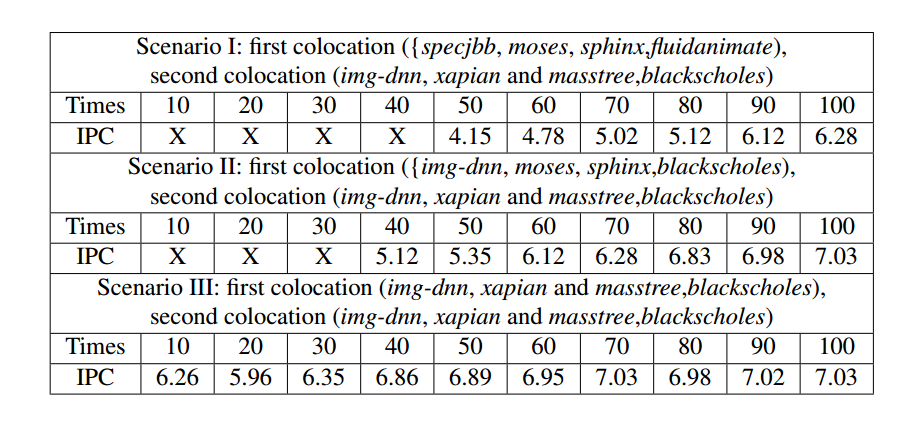 Scenario I: first colocation ({specjbb, moses, sphinx,fluidanimate),
second colocation (img-dnn, xapian and masstree,blackscholes)
Times 10 20 30 40 50 60 70 80 90 100
IPC X X X X 4.15 4.78 5.02 5.12 6.12 6.28
Scenario II: first colocation ({img-dnn, moses, sphinx,blackscholes),
second colocation (img-dnn, xapian and masstree,blackscholes)
Times 10 20 30 40 50 60 70 80 90 100
IPC X X X 5.12 5.35 6.12 6.28 6.83 6.98 7.03
Scenario III: first colocation (img-dnn, xapian and masstree,blackscholes),
second colocation (img-dnn, xapian and masstree,blackscholes)
Times 10 20 30 40 50 60 70 80 90 100
IPC 6.26 5.96 6.35 6.86 6.89 6.95 7.03 6.98 7.02 7.03